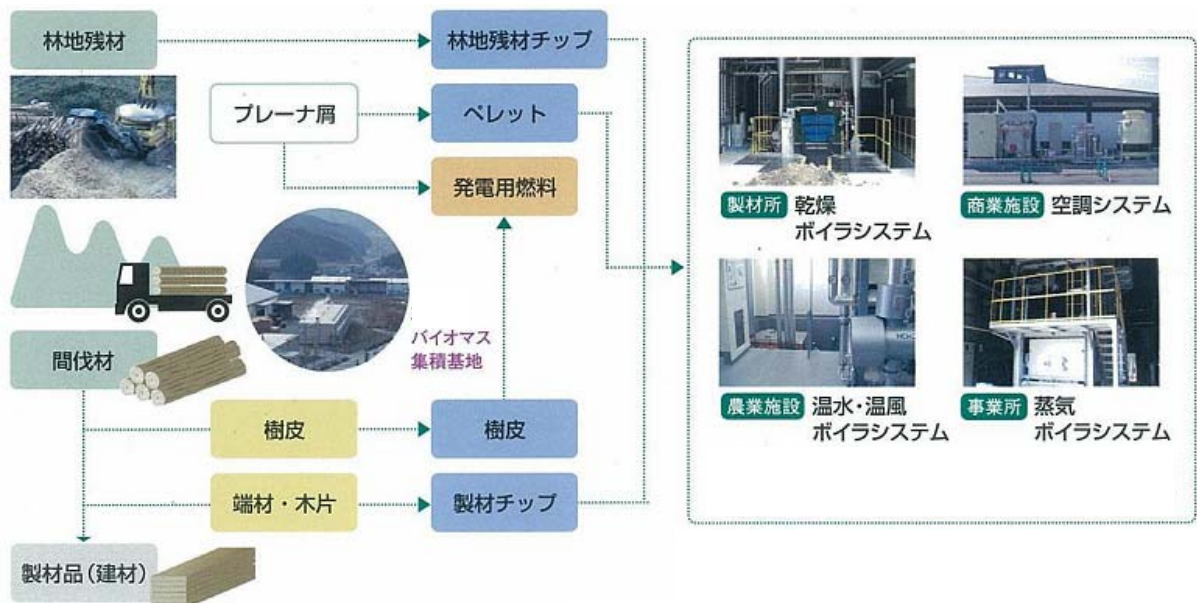 林地残材
林地残材チップ
プレーナ屑
ペレット
発電用燃料
バイオマス
集積基地
間伐材
樹皮
樹皮
端材・木片
製材チップ
製材品(建材)
製材所 乾燥
ボイラシステム
商業施設 空調システム
農業施設 温水・温風
ボイラシステム
事業所 蒸気
ボイラシステム